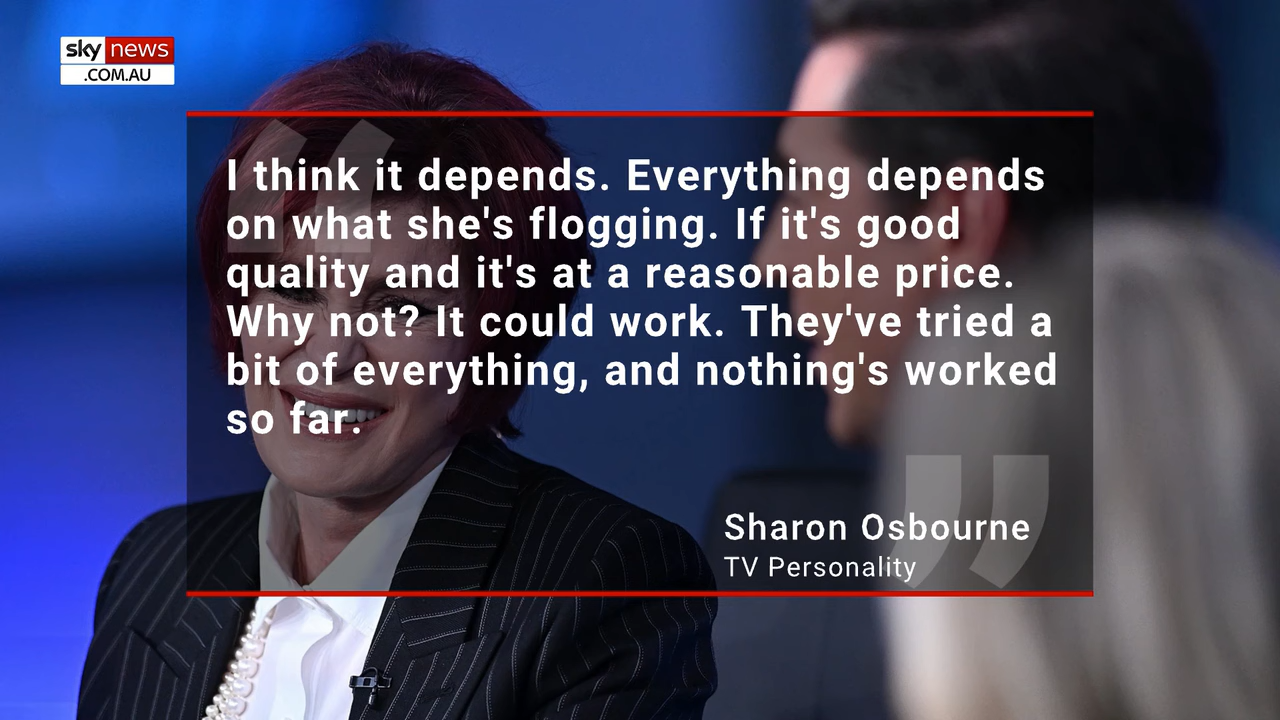 sky news
.COM.AU
I think it depends. Everything depends
on what she's flogging. If it's good
quality and it's at a reasonable price.
Why not? It could work. They've tried a
bit of everything, and nothing's worked
so far.
Sharon Osbourne
TV Personality